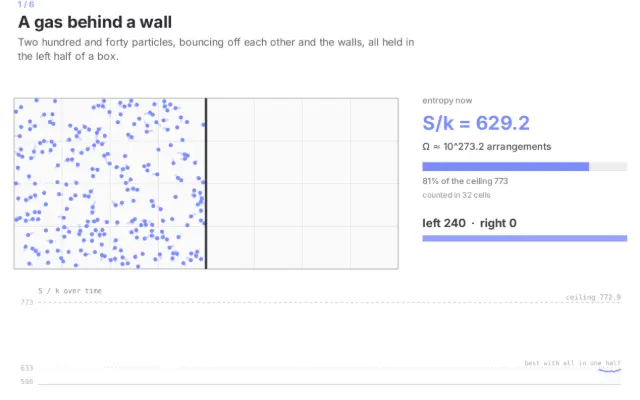 1 / 6
A gas behind a wall
Two hundred and forty particles, bouncing off each other and the walls, all held in
the left half of a box.
entropy now
S/k = 629.2
Ω ≈ 10^273.2 arrangements
81% of the ceiling 773
counted in 32 cells
left 240 · right 0
S / k over time
ceiling 772.9
773
best with all in one half
633
598